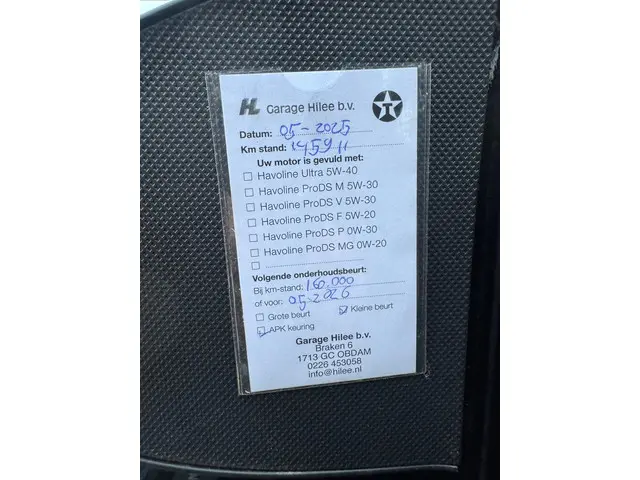 HL Garage Hilee b.v. T
Datum: 05-2025
Km stand: 145911
Uw motor is gevuld met:
Havoline Ultra 5W-40
Havoline ProDS M 5W-30
Havoline ProDS V 5W-30
Havoline ProDS F 5W-20
Havoline ProDS P 0W-30
Havoline ProDS MG 0W-20
Volgende onderhoudsbeurt:
Bij km-stand: 160.000
of voor: 05-2026
Grote beurt Kleine beurt
APK keuring
Garage Hilee b.v.
Braken 6
1713 GC OBDAM
0226 453058
info@hilee.nl